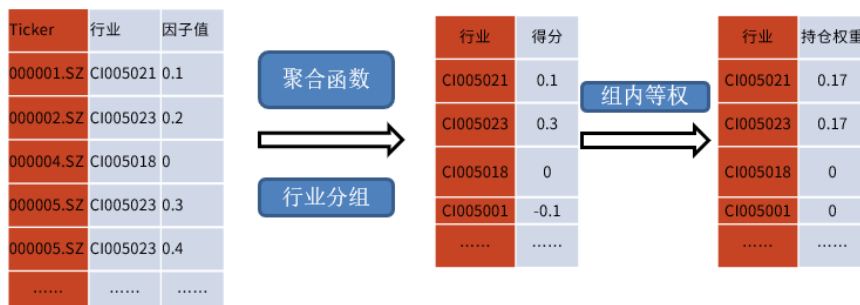 Ticker 行业 因子值
000001.SZ CI005021 0.1
000002.SZ CI005023 0.2
000004.SZ CI005018 0
000005.SZ CI005023 0.3
000005.SZ CI005023 0.4
…… …… ……
聚合函数
行业分组
行业 得分
CI005021 0.1
CI005023 0.3
CI005018 0
CI005001 -0.1
…… ……
组内等权
行业 持仓权重
CI005021 0.17
CI005023 0.17
CI005018 0
CI005001 0
…… ……